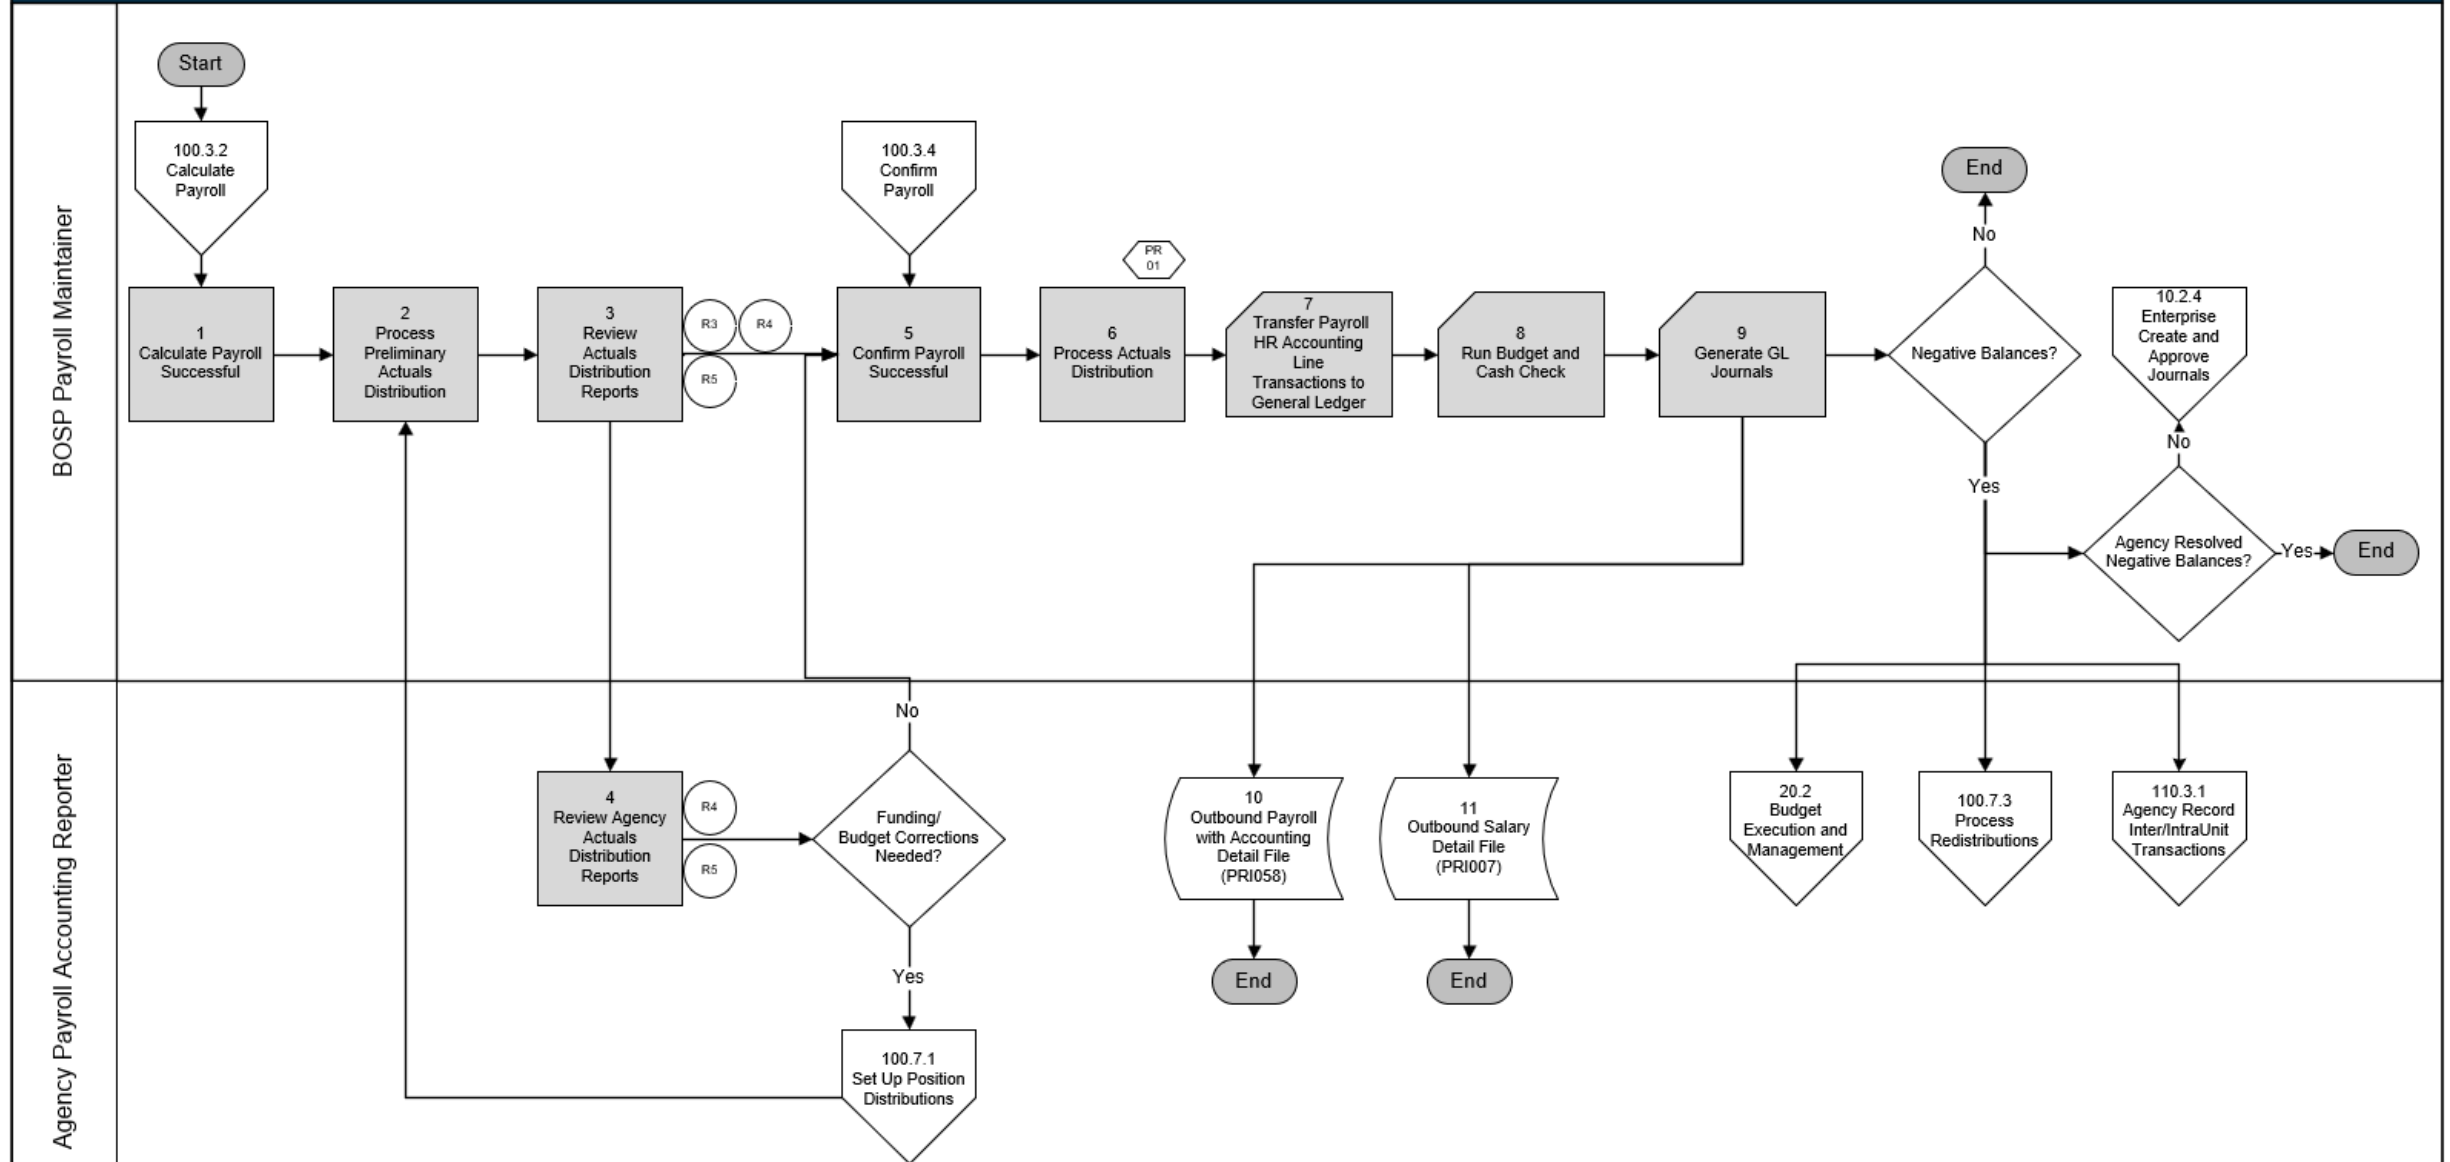 BOSP Payroll Maintainer
Start
100.3.2
Calculate
Payroll
1
Calculate Payroll
Successful
2
Process
Preliminary
Actuals
Distribution
3
Review
Actuals
Distribution
Reports
R3
R4
R5
100.3.4
Confirm
Payroll
5
Confirm Payroll
Successful
PR
01
6
Process Actuals
Distribution
7
Transfer Payroll
HR Accounting
Line
Transactions to
General Ledger
8
Run Budget and
Cash Check
9
Generate GL
Journals
End
No
Negative Balances?
Yes
10.2.4
Enterprise
Create and
Approve
Journals
No
Agency Resolved
Negative Balances?
Yes
End
Agency Payroll Accounting Reporter
4
Review Agency
Actuals
Distribution
Reports
R4
R5
No
Funding/
Budget Corrections
Needed?
Yes
100.7.1
Set Up Position
Distributions
10
Outbound Payroll
with Accounting
Detail File
(PRI058)
End
11
Outbound Salary
Detail File
(PRI007)
End
20.2
Budget
Execution and
Management
100.7.3
Process
Redistributions
110.3.1
Agency Record
Inter/IntraUnit
Transactions